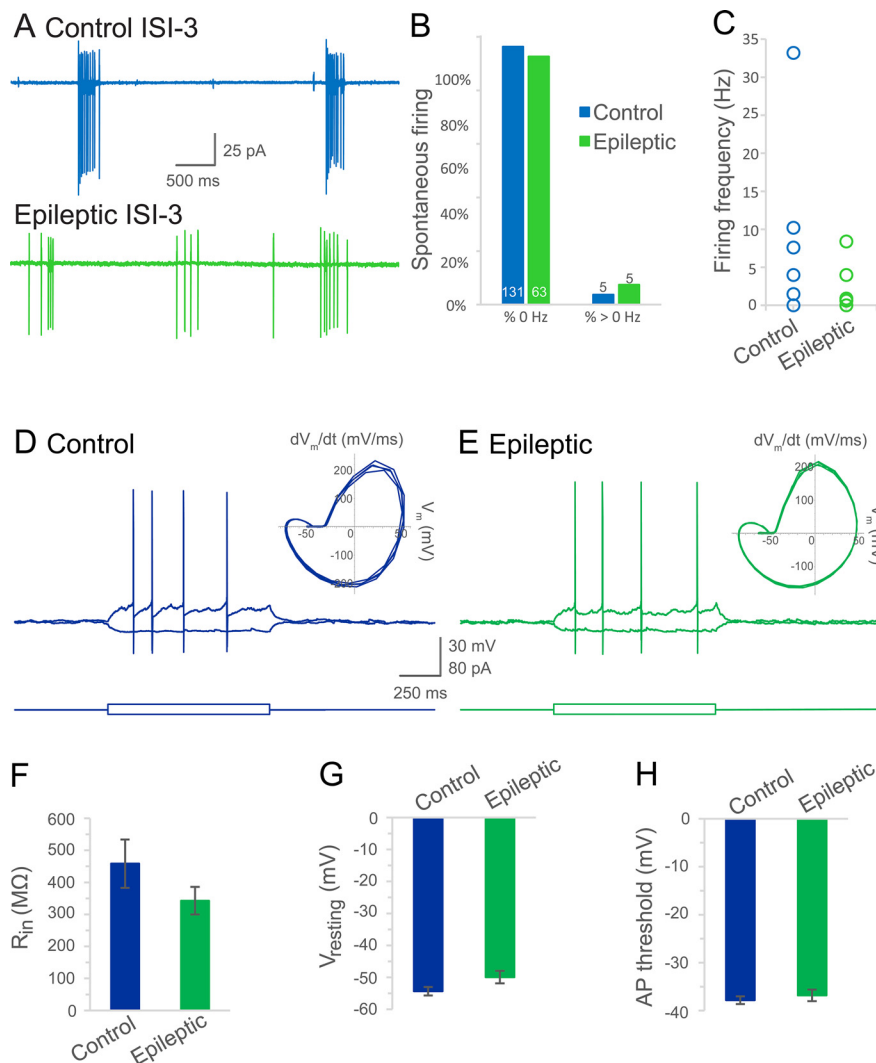 A Control ISI-3
25 pA
500 ms
Epileptic ISI-3
B
Spontaneous firing
100%
80%
60%
40%
20%
0%
Control
Epileptic
131
63
5
5
% 0 Hz
% > 0 Hz
C
Firing frequency (Hz)
35
30
25
20
15
10
5
0
Control
Epileptic
D Control
dVm/dt (mV/ms)
200
100
-50
0
50
-100
-200
Vm (mV)
E Epileptic
dVm/dt (mV/ms)
200
100
-50
0
50
-100
Vm (mV)
30 mV
80 pA
250 ms
F
Rin (MΩ)
600
500
400
300
200
100
0
Control
Epileptic
G
Control
Epileptic
Vresting (mV)
0
-10
-20
-30
-40
-50
-60
H
Control
Epileptic
AP threshold (mV)
0
-10
-20
-30
-40